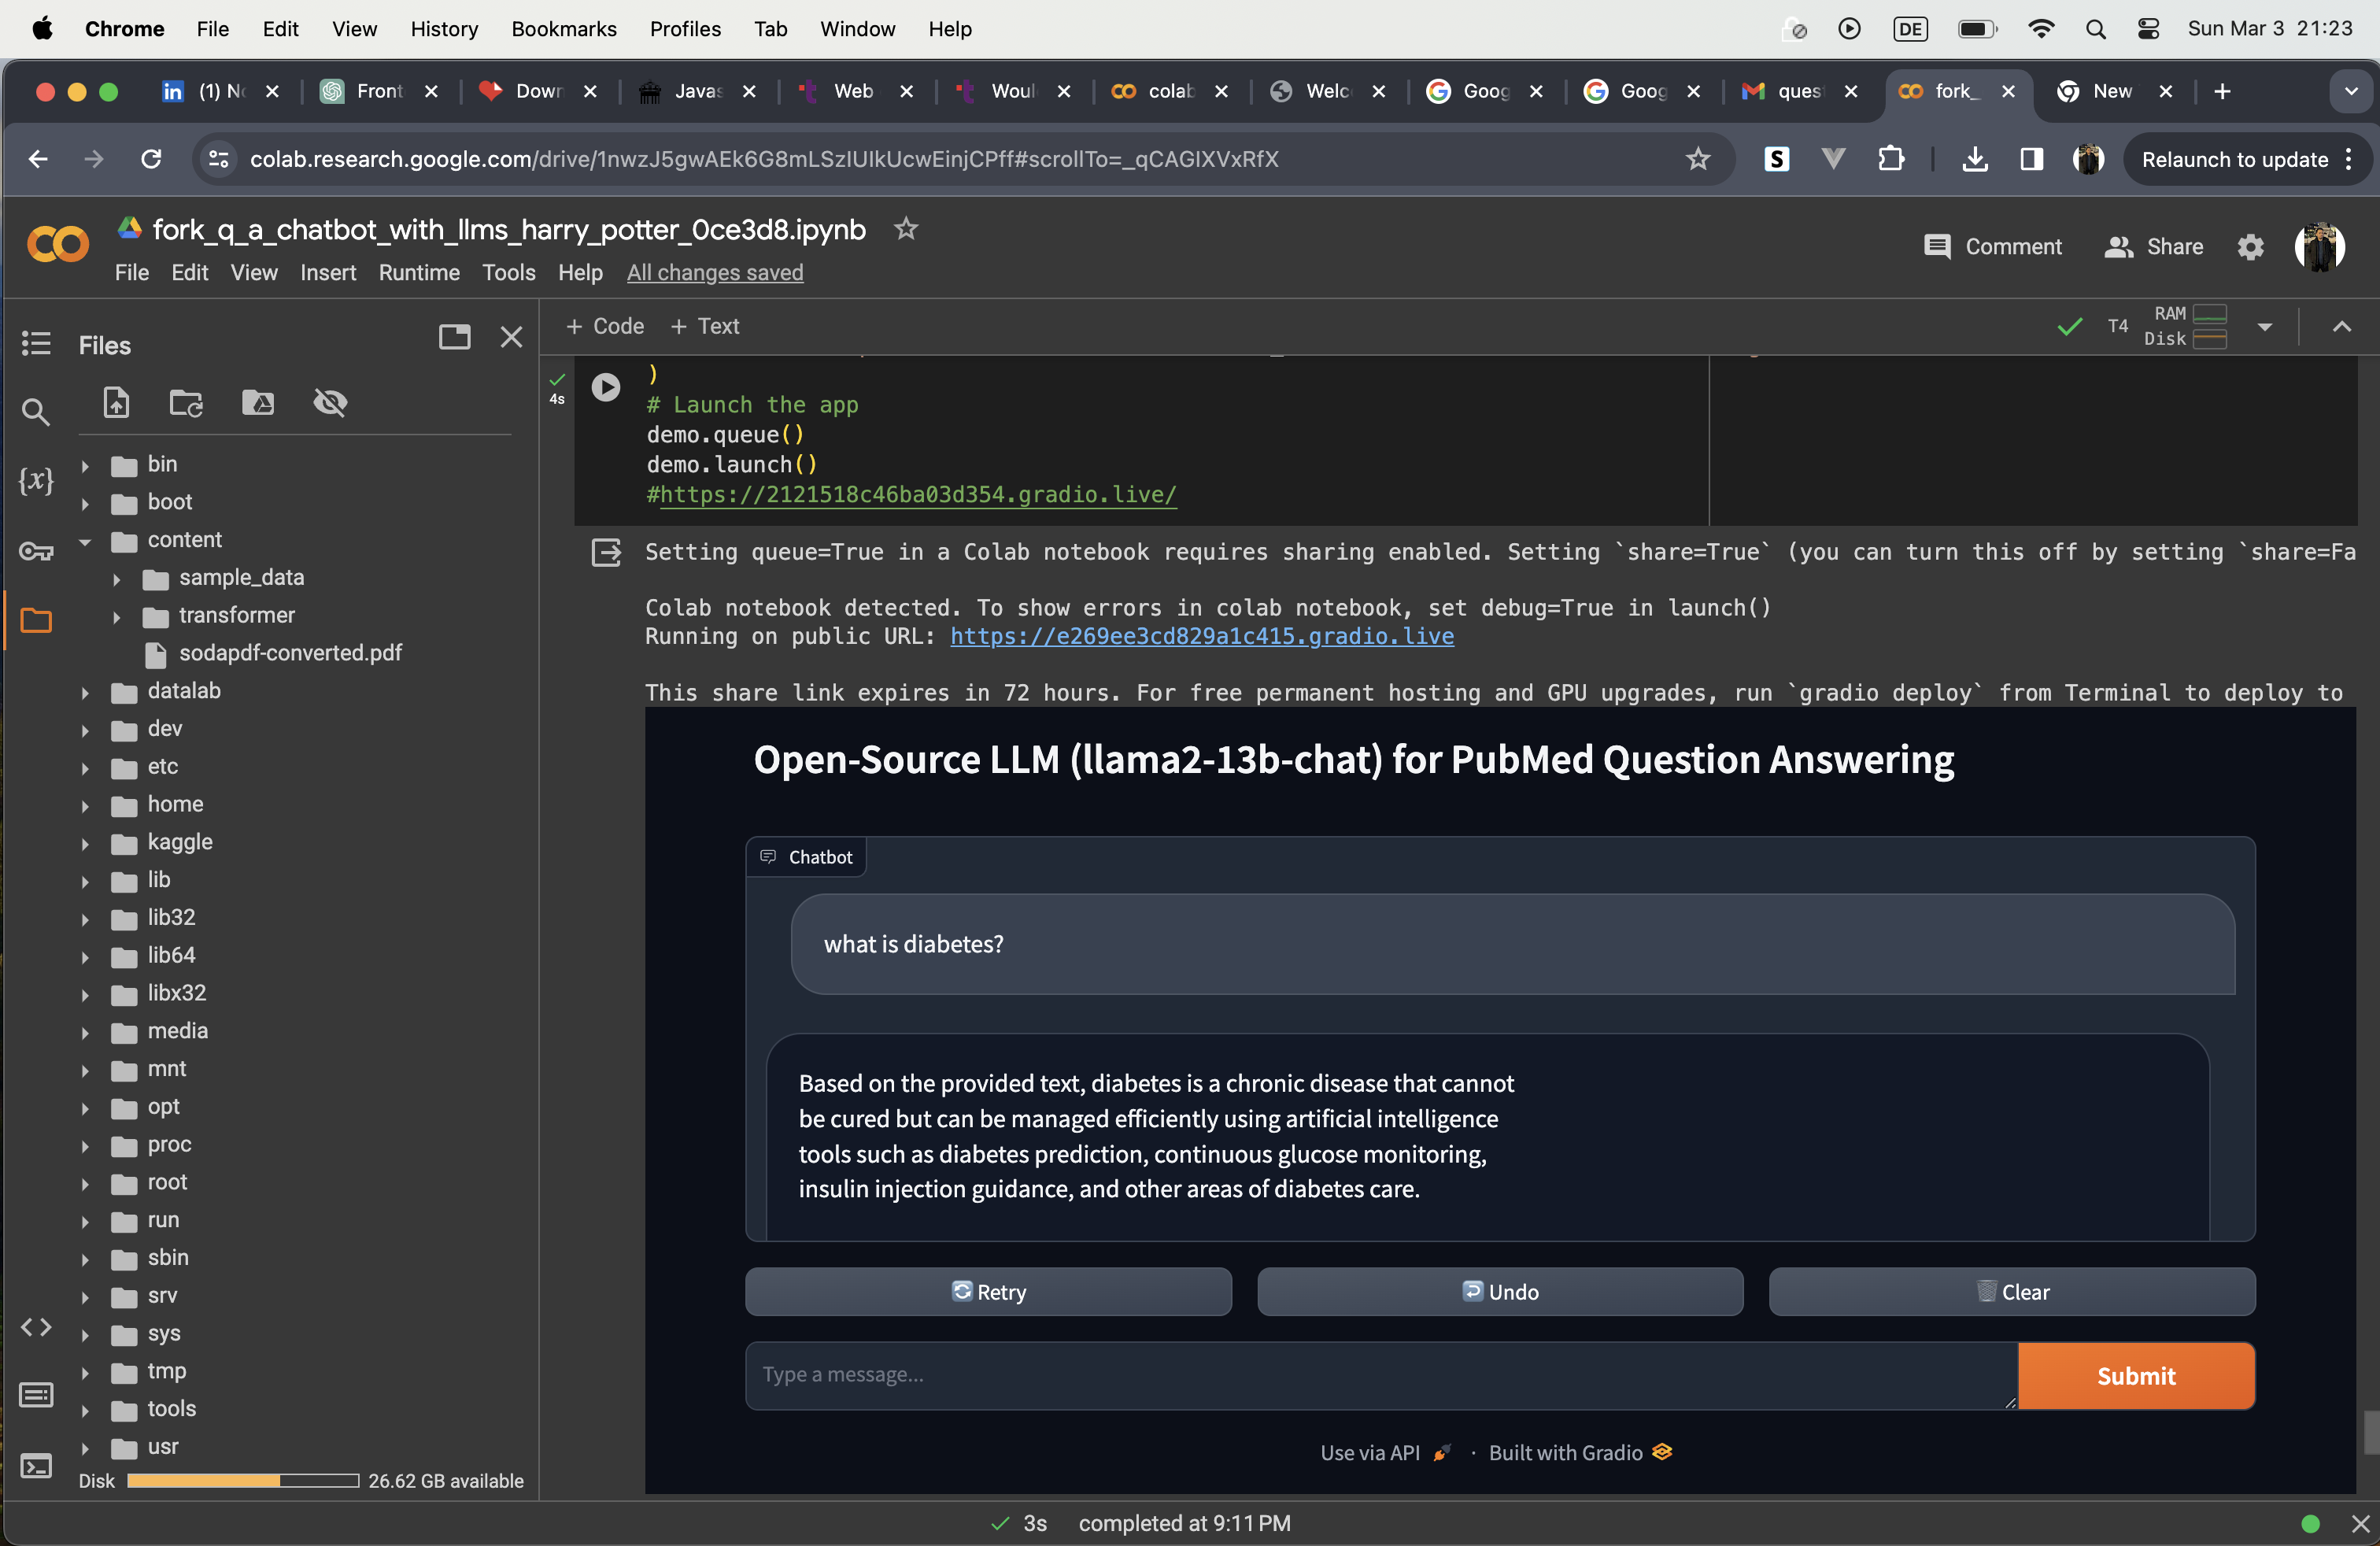 Chrome File Edit View History Bookmarks Profiles Tab Window Help DE Sun Mar 3 21:23
in (1) Front Java Web Woul colab Welc Goog Goog ques fork_ New
colab.research.google.com/drive/1nwzJ5gwAEk6G8mLSzIUIkUcwEinjCPff#scrollTo=_qCAGIXVxRfX S Relaunch to update
fork_q_a_chatbot_with_llms_harry_potter_0ce3d8.ipynb
Comment Share
File Edit View Insert Runtime Tools Help All changes saved
Files
+ Code + Text
T4 RAM
Disk
bin
boot
content
sample_data
transformer
sodapdf-converted.pdf
datalab
dev
etc
home
kaggle
lib
lib32
lib64
libx32
media
mnt
opt
proc
root
run
sbin
srv
sys
tmp
tools
usr
Disk 26.62 GB available
{x}
4s
)
# Launch the app
demo.queue()
demo.launch()
#https://2121518c46ba03d354.gradio.live/
Setting queue=True in a Colab notebook requires sharing enabled. Setting `share=True` (you can turn this off by setting `share=Fa
Colab notebook detected. To show errors in colab notebook, set debug=True in launch()
Running on public URL: https://e269ee3cd829a1c415.gradio.live
This share link expires in 72 hours. For free permanent hosting and GPU upgrades, run `gradio deploy` from Terminal to deploy to
Open-Source LLM (llama2-13b-chat) for PubMed Question Answering
Chatbot
what is diabetes?
Based on the provided text, diabetes is a chronic disease that cannot
be cured but can be managed efficiently using artificial intelligence
tools such as diabetes prediction, continuous glucose monitoring,
insulin injection guidance, and other areas of diabetes care.
Retry Undo Clear
Type a message...
Submit
Use via API · Built with Gradio
3s completed at 9:11 PM